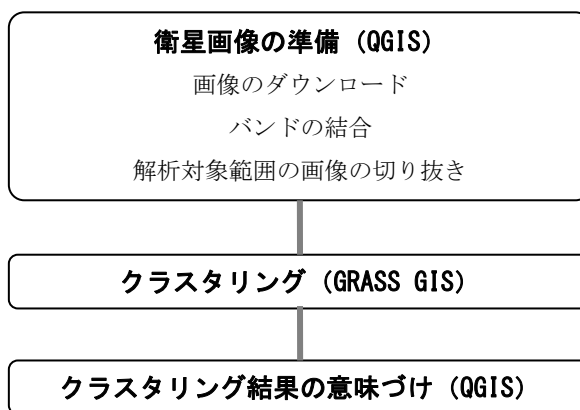 衛星画像の準備 (QGIS)
画像のダウンロード
バンドの結合
解析対象範囲の画像の切り抜き
クラスタリング (GRASS GIS)
クラスタリング結果の意味づけ (QGIS)